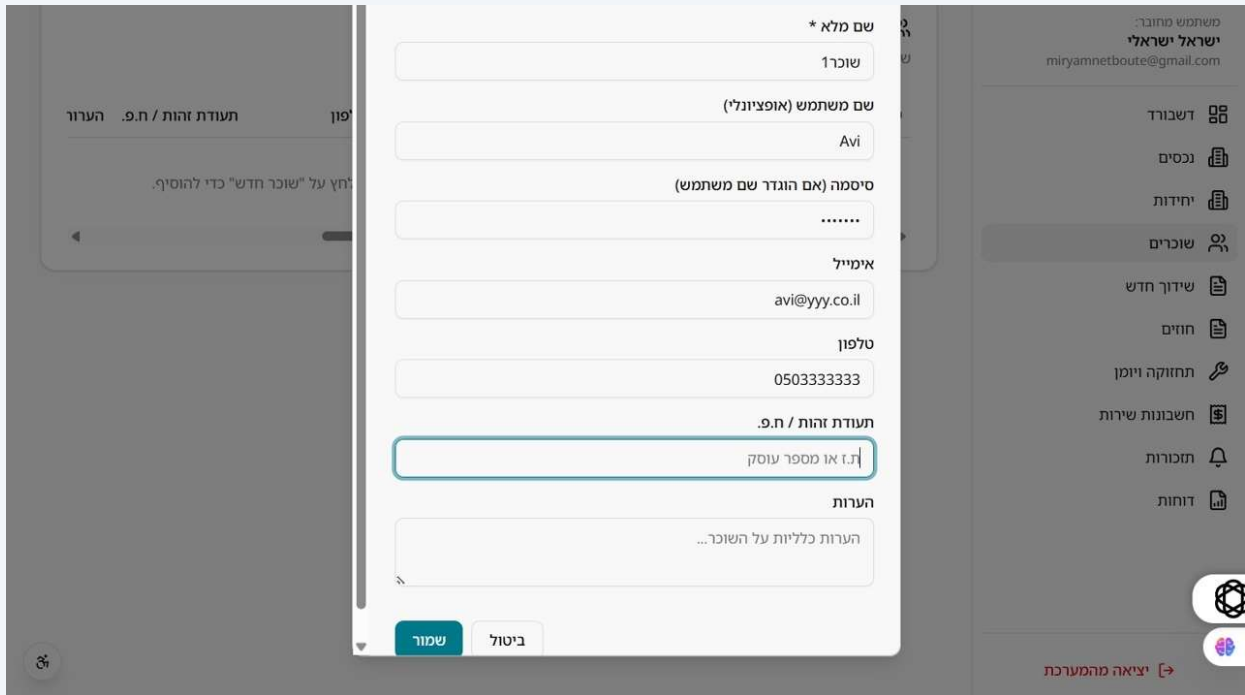 משתמש מחובר:
ישראל ישראלי
miryamnetboute@gmail.com
דשבורד
נכסים
יחידות
שוכרים
שידוך חדש
חוזים
תחזוקה ויומן
חשבונות שירות
תזכורות
דוחות
יציאה מהמערכת
שם מלא *
שוכר1
שם משתמש (אופציונלי)
Avi
סיסמה (אם הוגדר שם משתמש)
•••••••
אימייל
avi@yyy.co.il
טלפון
0503333333
תעודת זהות / ח.פ.
ת.ז או מספר עוסק
הערות
הערות כלליות על השוכר...
ביטול שמור
תעודת זהות / ח.פ.
על "שוכר חדש" כדי להוסיף.